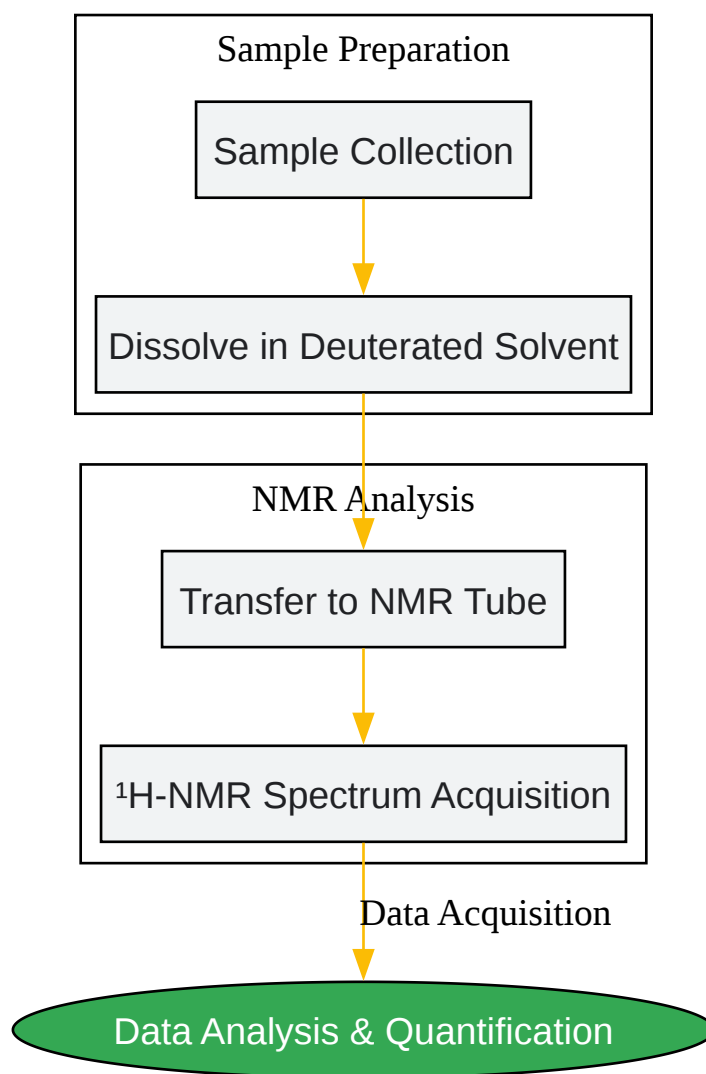 Sample Preparation
Sample Collection
Dissolve in Deuterated Solvent
NMR Analysis
Transfer to NMR Tube
¹H-NMR Spectrum Acquisition
Data Acquisition
Data Analysis & Quantification